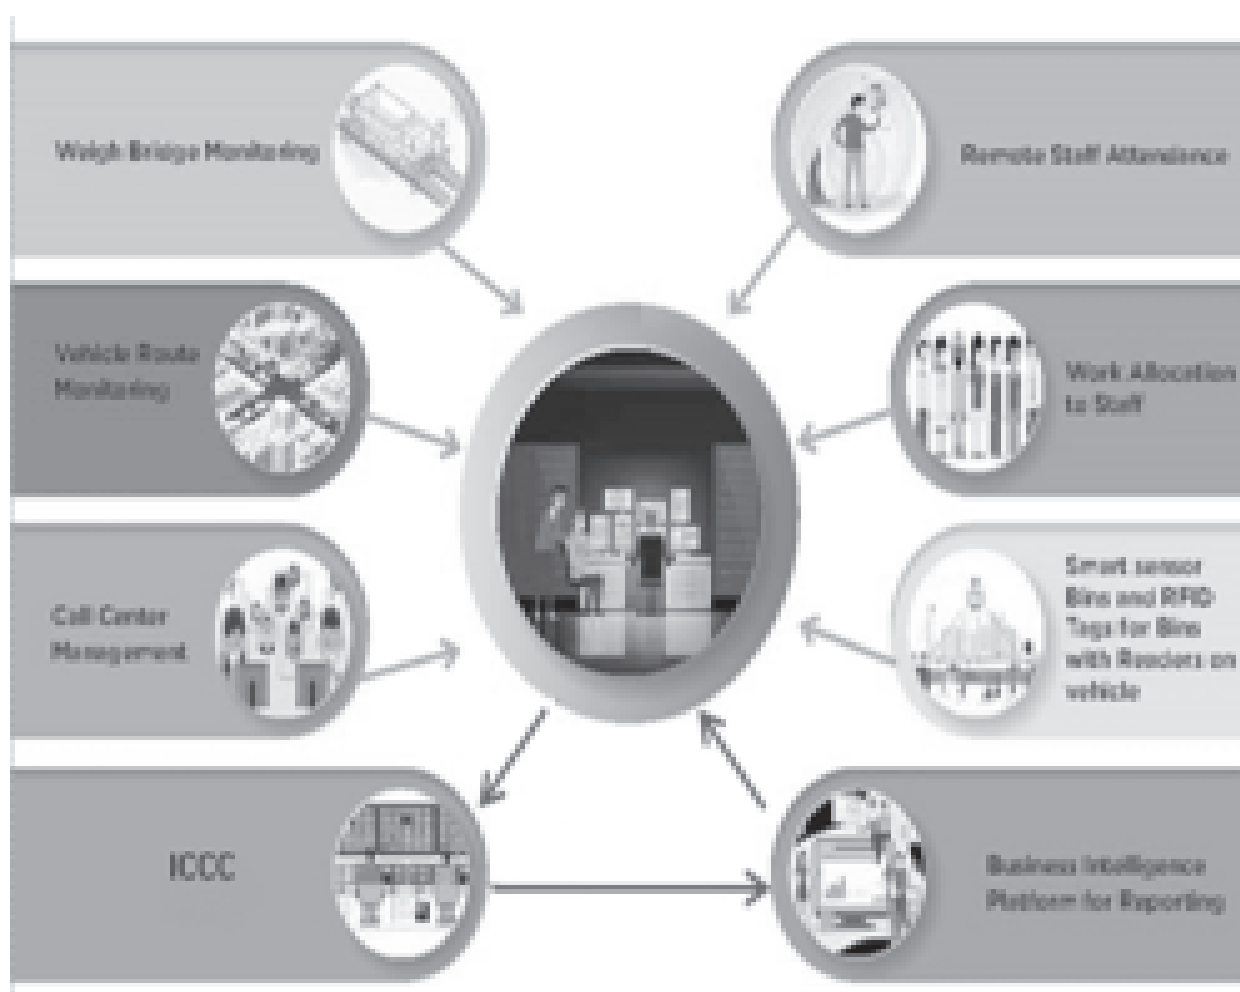 Weigh Bridge Monitoring
Remote Staff Attendance
Vehicle Route
Monitoring
Work Allocation
to Staff
Call Center
Management
Smart sensor
Bins and RFID
Tags for Bins
with Readers on
vehicle
ICCC
Business Intelligence
Platform for Reporting